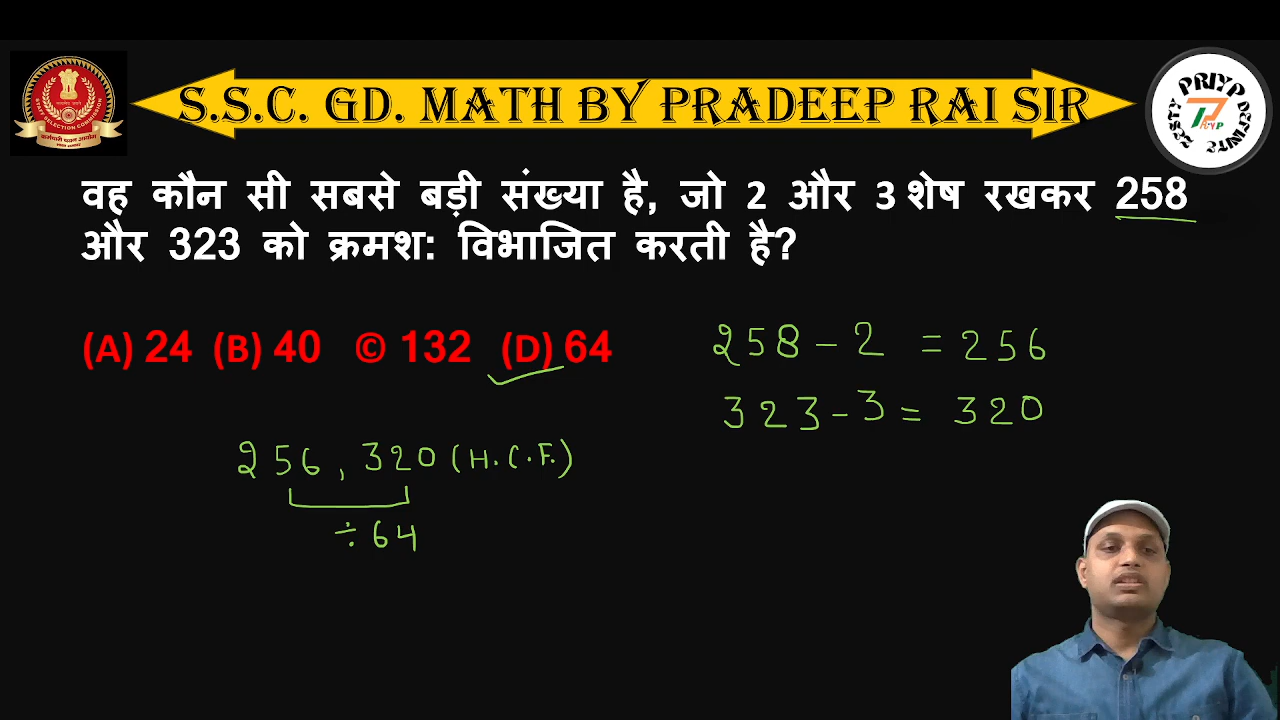 S.S.C. GD. MATH BY PRADEEP RAI SIR
वह कौन सी सबसे बड़ी संख्या है, जो 2 और 3 शेष रखकर 258
और 323 को क्रमश: विभाजित करती है?
(A) 24 (B) 40 © 132 (D) 64
258 - 2 = 256
323 - 3 = 320
256, 320 (H.C.F.)
÷ 64